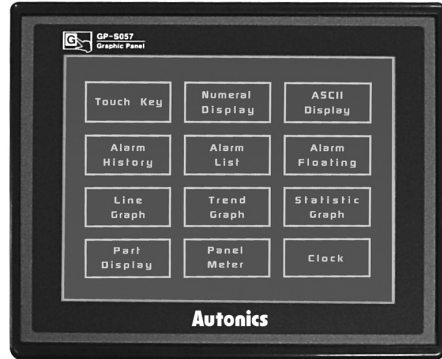 GP-S057
Graphic Panel
Touch Key
Numeral
Display
ASCII
Display
Alarm
History
Alarm
List
Alarm
Floating
Line
Graph
Trend
Graph
Statistic
Graph
Part
Display
Panel
Meter
Clock
Autonics